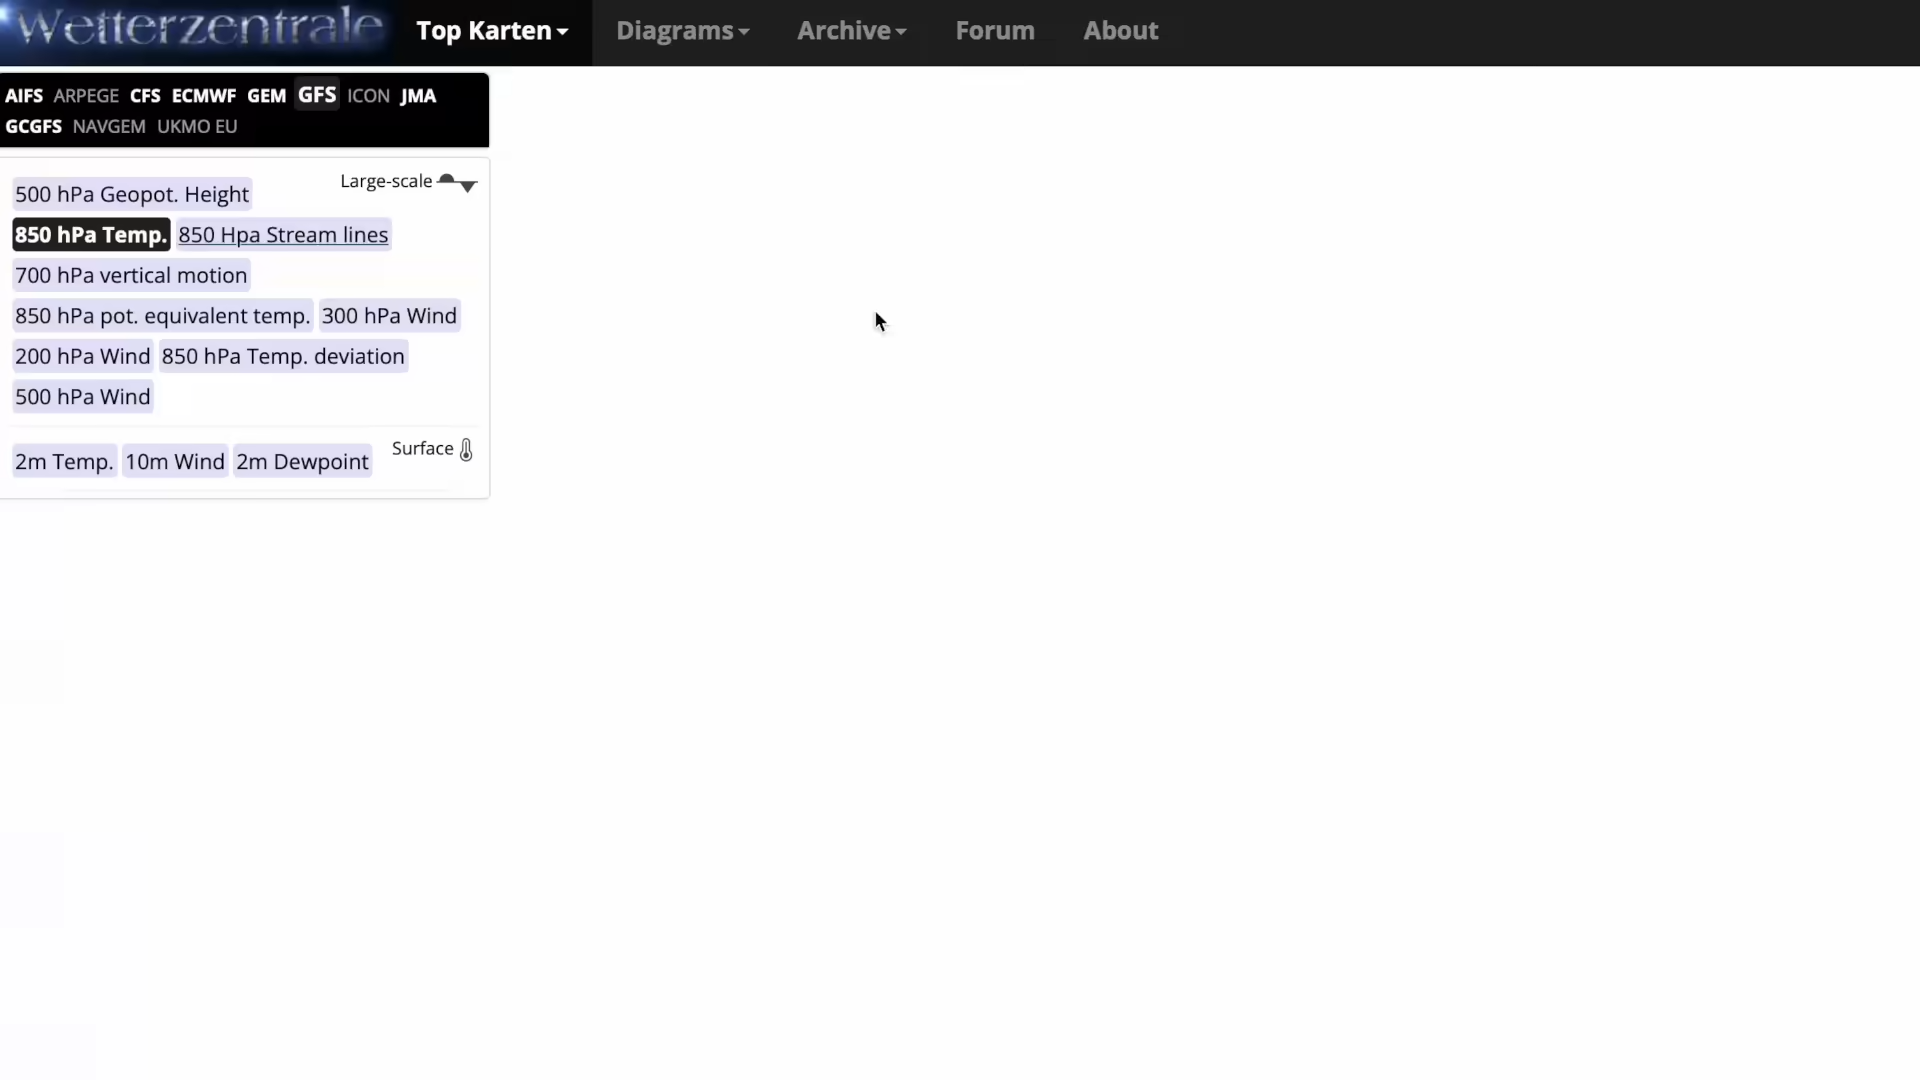 Wetterzentrale Top Karten Diagrams Archive Forum About
AIFS ARPEGE CFS ECMWF GEM GFS ICON JMA
GCGFS NAVGEM UKMO EU
Large-scale
500 hPa Geopot. Height
850 hPa Temp. 850 Hpa Stream lines
700 hPa vertical motion
850 hPa pot. equivalent temp. 300 hPa Wind
200 hPa Wind 850 hPa Temp. deviation
500 hPa Wind
Surface
2m Temp. 10m Wind 2m Dewpoint